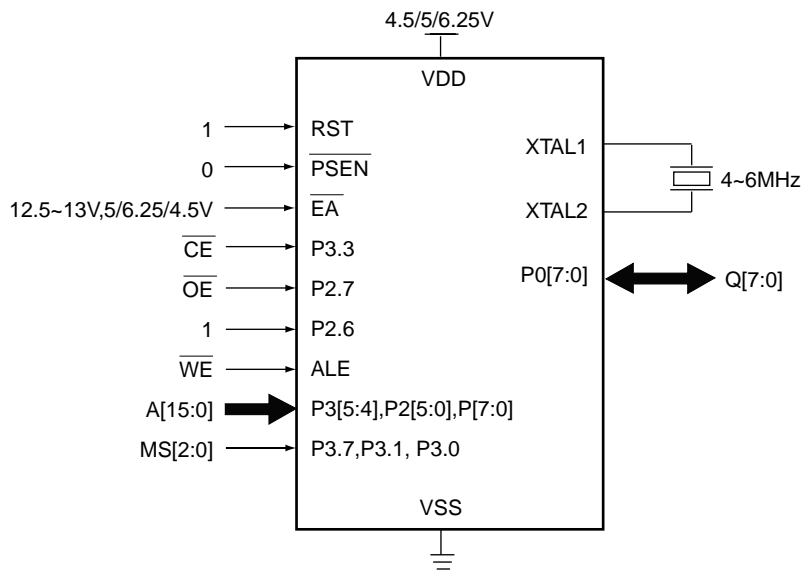 4.5/5/6.25V
VDD
1 RST
XTAL1
0 PSEN
4~6MHz
12.5~13V,5/6.25/4.5V EA
XTAL2
CE P3.3
P0[7:0] Q[7:0]
OE P2.7
1 P2.6
WE ALE
A[15:0] P3[5:4],P2[5:0],P[7:0]
MS[2:0] P3.7,P3.1, P3.0
VSS